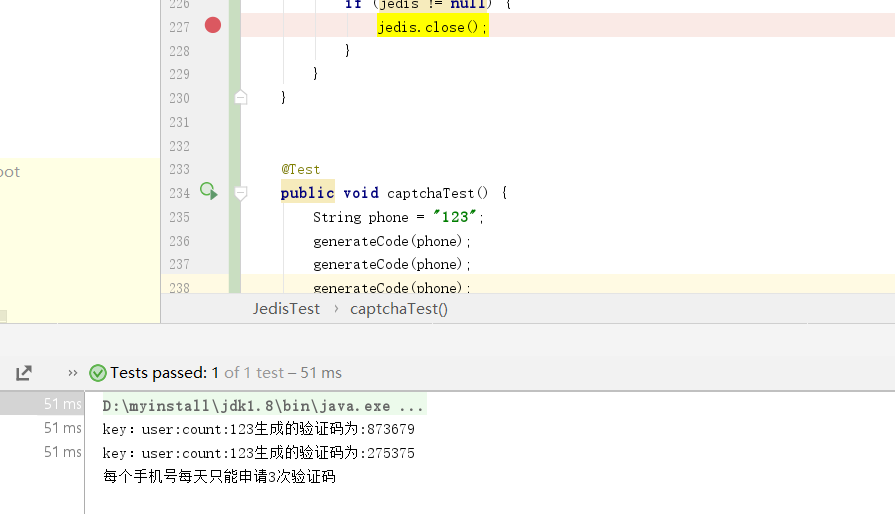 226 if (jedis != null) {
227 jedis.close();
228 }
229 }
230 }
231
232
233 @Test
234 public void captchaTest() {
235 String phone = "123";
236 generateCode(phone);
237 generateCode(phone);
238 generateCode(phone);
oot
JedisTest › captchaTest()
» Tests passed: 1 of 1 test – 51 ms
51 ms D:\myinstall\jdk1.8\bin\java.exe ...
51 ms key：user:count:123生成的验证码为:873679
51 ms key：user:count:123生成的验证码为:275375
每个手机号每天只能申请3次验证码